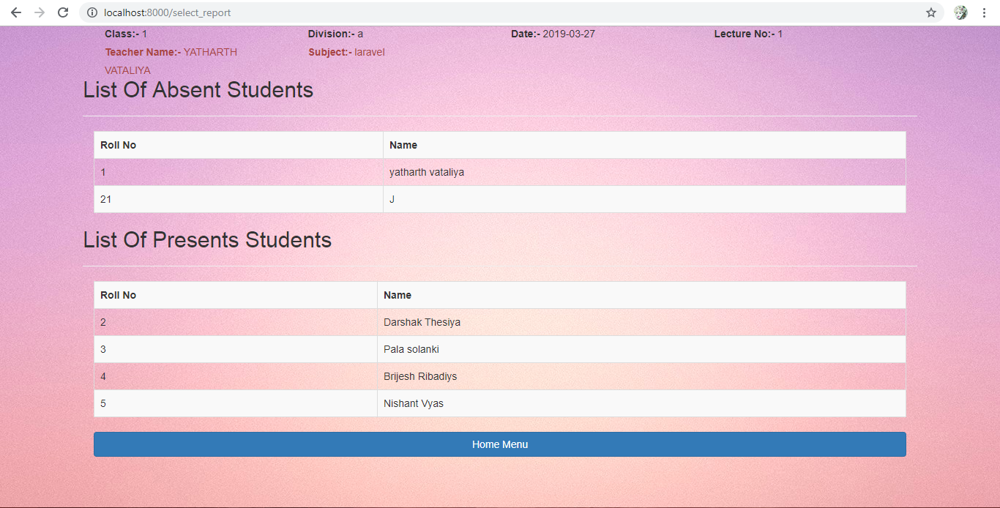 localhost:8000/select_report
Class:- 1 Division:- a Date:- 2019-03-27 Lecture No:- 1
Teacher Name:- YATHARTH Subject:- laravel
VATALIYA
List Of Absent Students
Roll No Name
1 yatharth vataliya
21 J
List Of Presents Students
Roll No Name
2 Darshak Thesiya
3 Pala solanki
4 Brijesh Ribadiys
5 Nishant Vyas
Home Menu